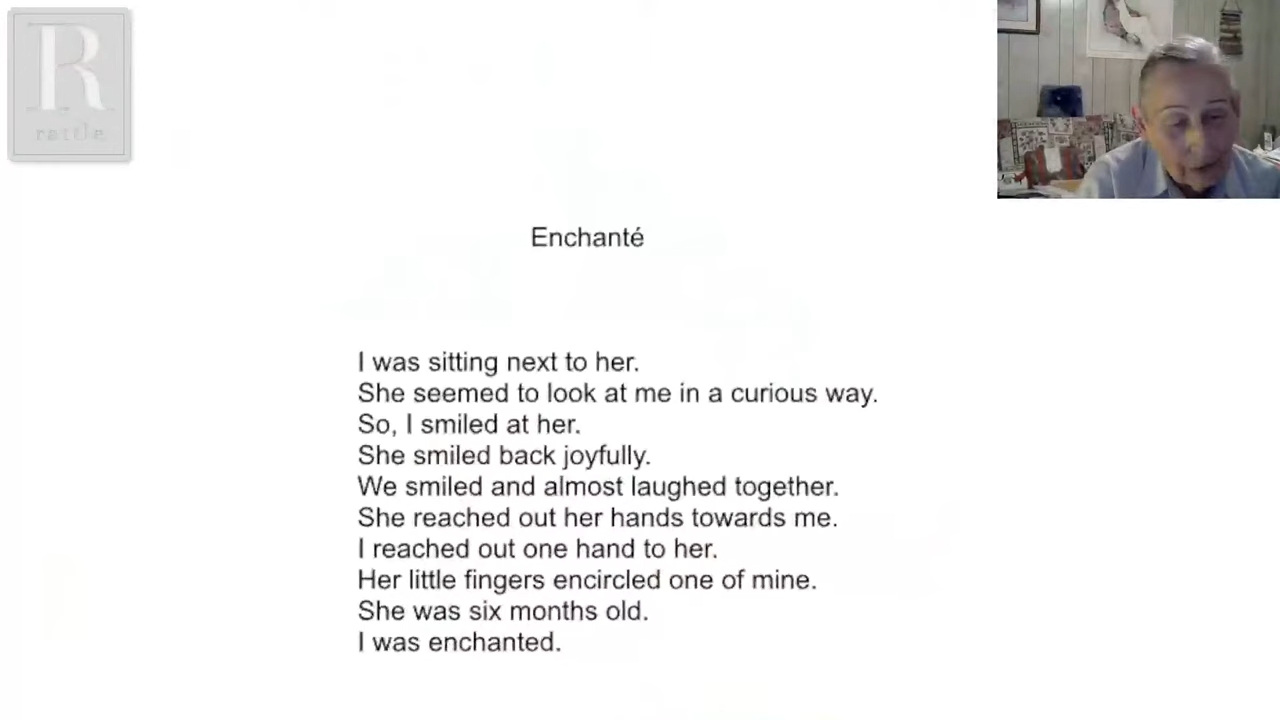 R
rattle
Enchanté
I was sitting next to her.
She seemed to look at me in a curious way.
So, I smiled at her.
She smiled back joyfully.
We smiled and almost laughed together.
She reached out her hands towards me.
I reached out one hand to her.
Her little fingers encircled one of mine.
She was six months old.
I was enchanted.